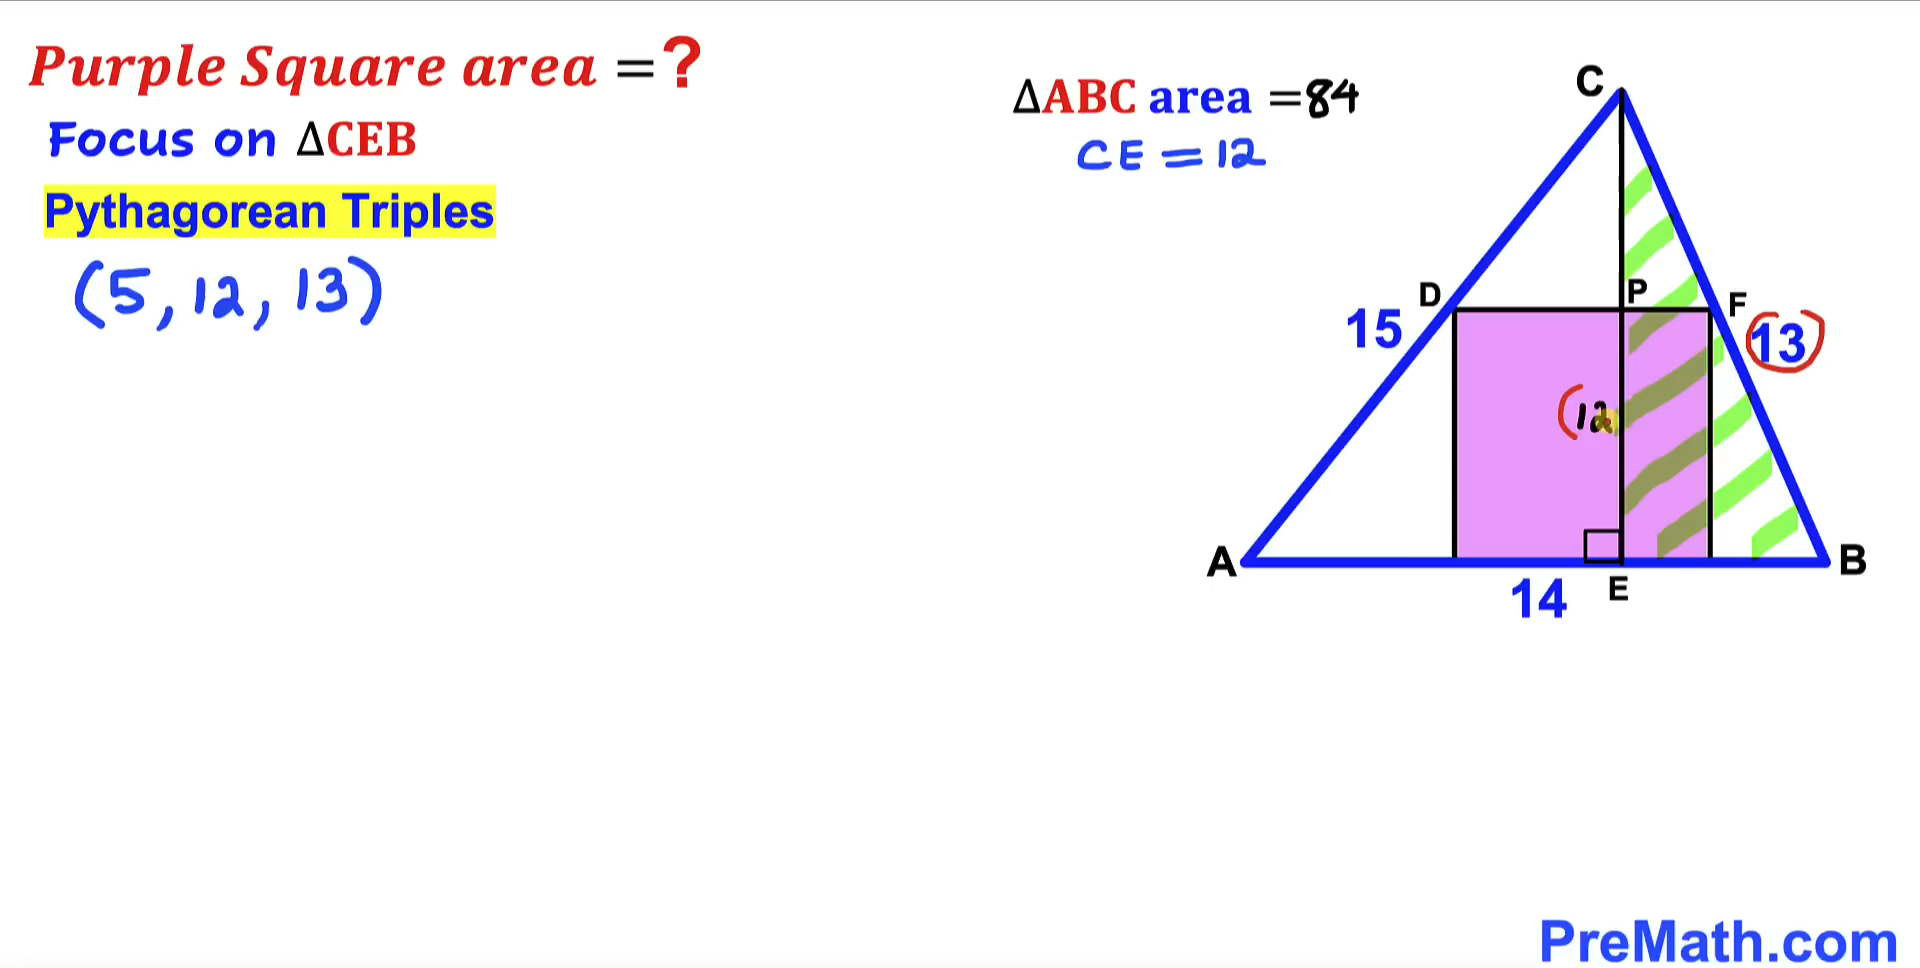 Purple Square area =?
Focus on ΔCEB
Pythagorean Triples
(5, 12, 13)
ΔABC area =84
CE = 12
C
D
P
F
15
13
12
A
B
14
E
PreMath.com